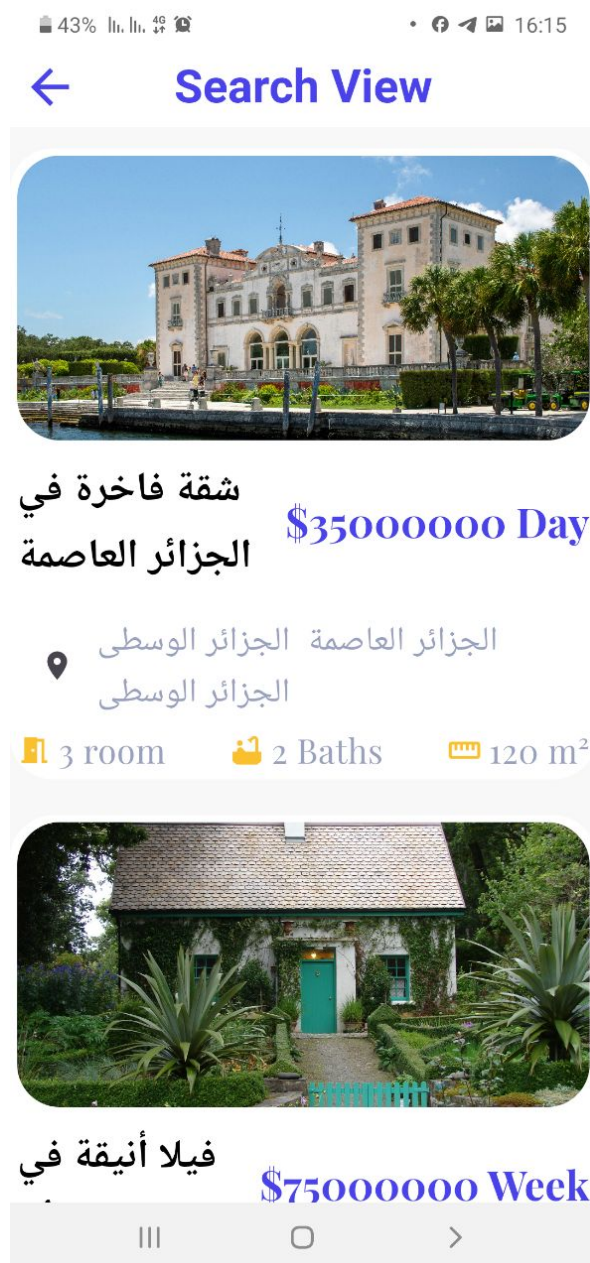 43% 4G 16:15
Search View
شقة فاخرة في
الجزائر العاصمة
$35000000 Day
الجزائر العاصمة الجزائر الوسطى
الجزائر الوسطى
3 room 2 Baths 120 m²
فيلا أنيقة في
$75000000 Week